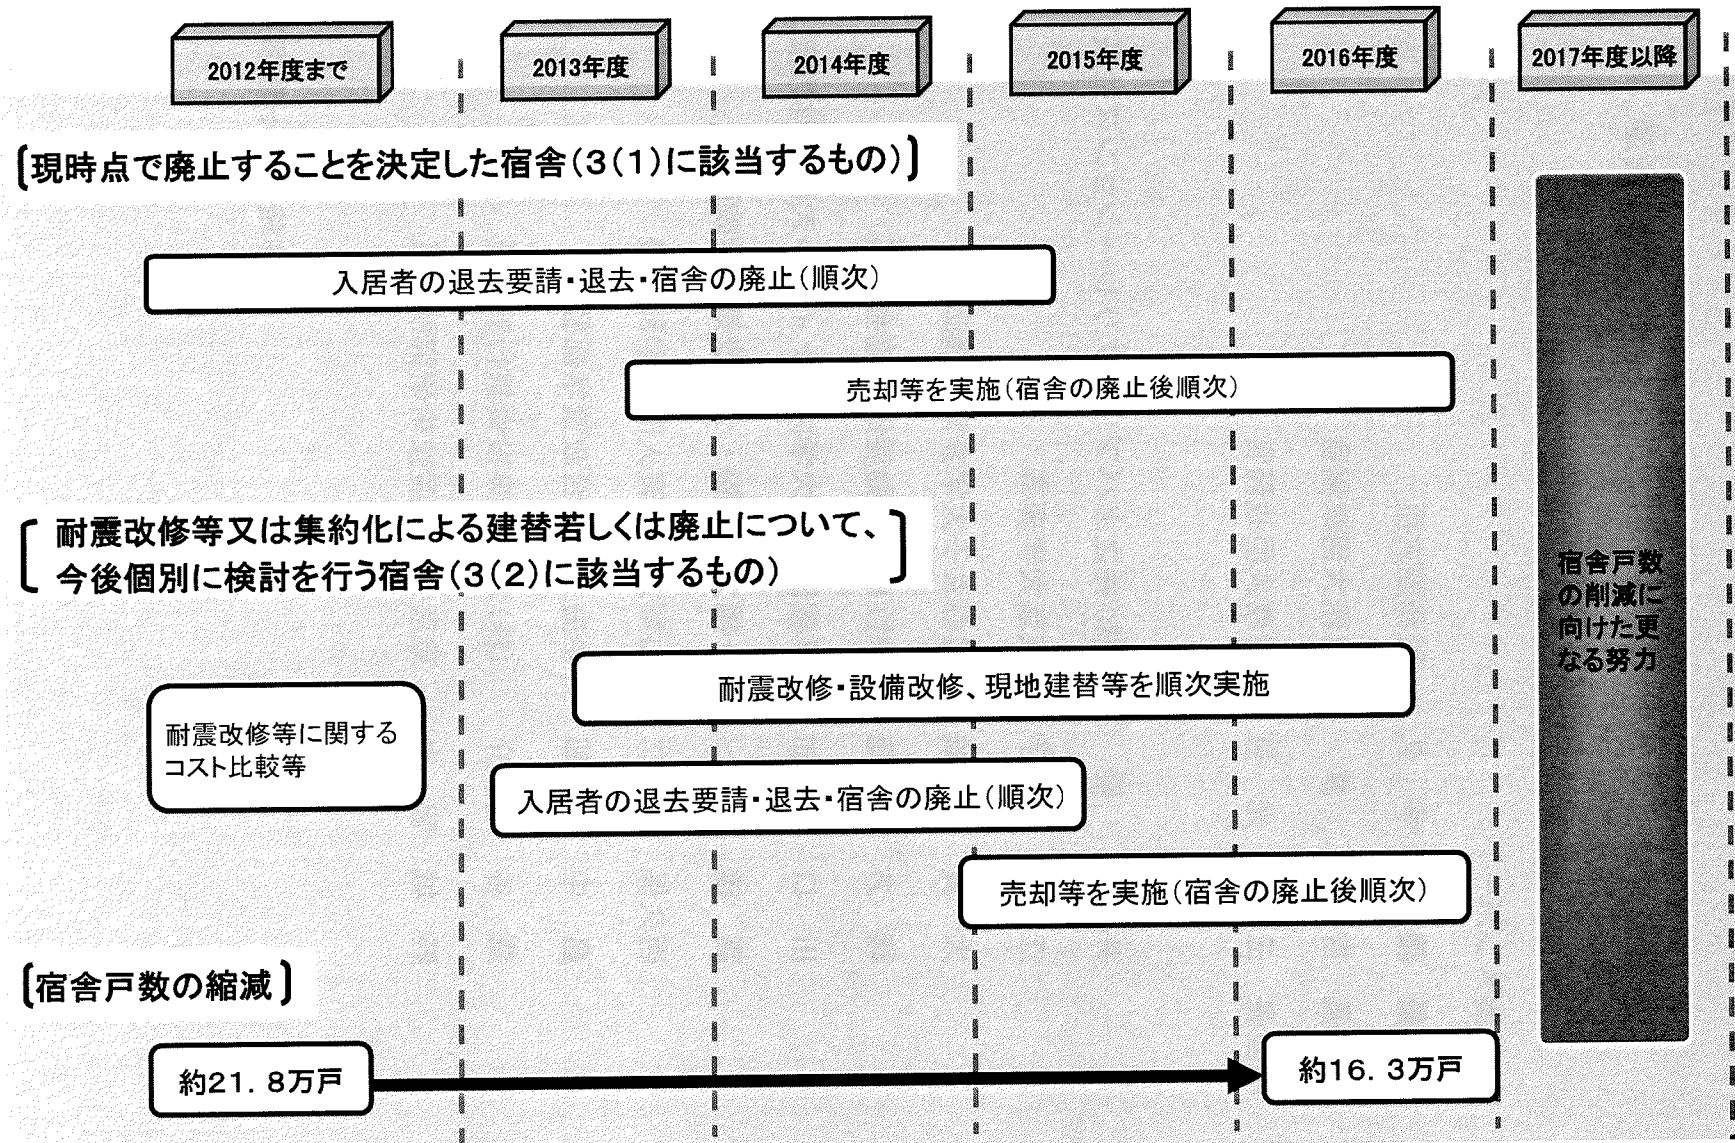 2012年度まで
2013年度
2014年度
2015年度
2016年度
2017年度以降
〔現時点で廃止することを決定した宿舎(3(1)に該当するもの)〕
入居者の退去要請・退去・宿舎の廃止(順次)
売却等を実施(宿舎の廃止後順次)
耐震改修等又は集約化による建替若しくは廃止について、
今後個別に検討を行う宿舎(3(2)に該当するもの)
耐震改修・設備改修、現地建替等を順次実施
耐震改修等に関する
コスト比較等
入居者の退去要請・退去・宿舎の廃止(順次)
売却等を実施(宿舎の廃止後順次)
宿舎戸数
の削減に
向けた更
なる努力
〔宿舎戸数の縮減〕
約21.8万戸
約16.3万戸